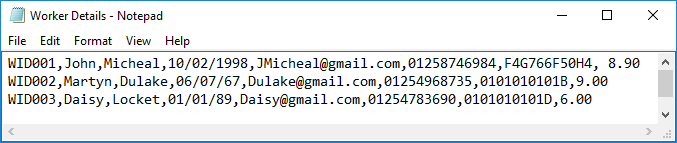 Worker Details - Notepad
File Edit Format View Help
WID001,John,Micheal,10/02/1998,JMicheal@gmail.com,01258746984,F4G766F50H4, 8.90
WID002,Martyn,Dulake,06/07/67,Dulake@gmail.com,01254968735,0101010101B,9.00
WID003,Daisy,Locket,01/01/89,Daisy@gmail.com,01254783690,0101010101D,6.00